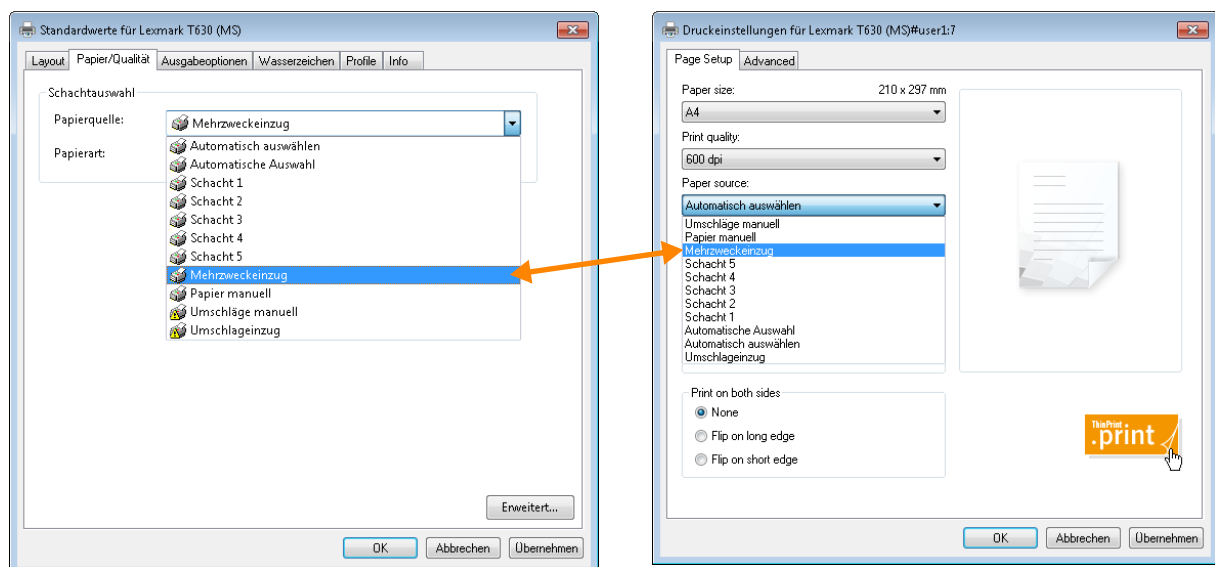 Standardwerte für Lexmark T630 (MS)
Layout Papier/Qualität Ausgabeoptionen Wasserzeichen Profile Info
Schachtauswahl
Papierquelle: Mehrzweckeinzug
Papierart:
Automatisch auswählen
Automatische Auswahl
Schacht 1
Schacht 2
Schacht 3
Schacht 4
Schacht 5
Mehrzweckeinzug
Papier manuell
Umschläge manuell
Umschlageinzug
Erweitert...
OK Abbrechen Übernehmen
Druckeinstellungen für Lexmark T630 (MS)#user1:7
Page Setup Advanced
Paper size: 210 x 297 mm
A4
Print quality:
600 dpi
Paper source:
Automatisch auswählen
Umschläge manuell
Papier manuell
Mehrzweckeinzug
Schacht 5
Schacht 4
Schacht 3
Schacht 2
Schacht 1
Automatische Auswahl
Automatisch auswählen
Umschlageinzug
Print on both sides
None
Flip on long edge
Flip on short edge
ThinPrint
.print
OK Abbrechen Übernehmen